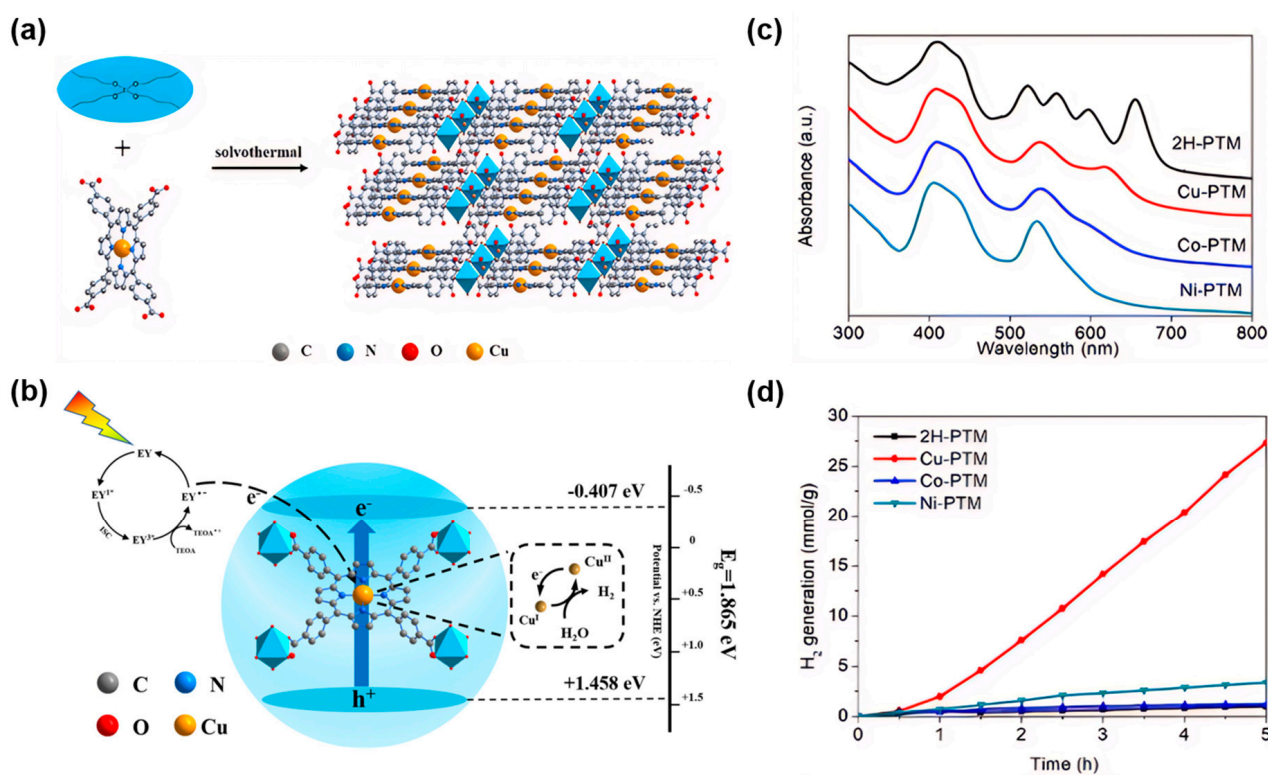 (a)
+
solvothermal
C N O Cu
(c)
Absorbance (a.u.)
2H-PTM
Cu-PTM
Co-PTM
Ni-PTM
300 400 500 600 700 800
Wavelength (nm)
(b)
EY
EY1*
EY•−
ISC
EY3*
TEOA•+
TEOA
e-
e-
h+
-0.407 eV
+1.458 eV
-0.5
0
+0.5
+1.0
+1.5
Potential vs. NHE (eV)
Eg=1.865 eV
CuII
e-
H2
CuI
H2O
C N
O Cu
(d)
H2 generation (mmol/g)
30
25
20
15
10
5
0
2H-PTM
Cu-PTM
Co-PTM
Ni-PTM
0 1 2 3 4 5
Time (h)